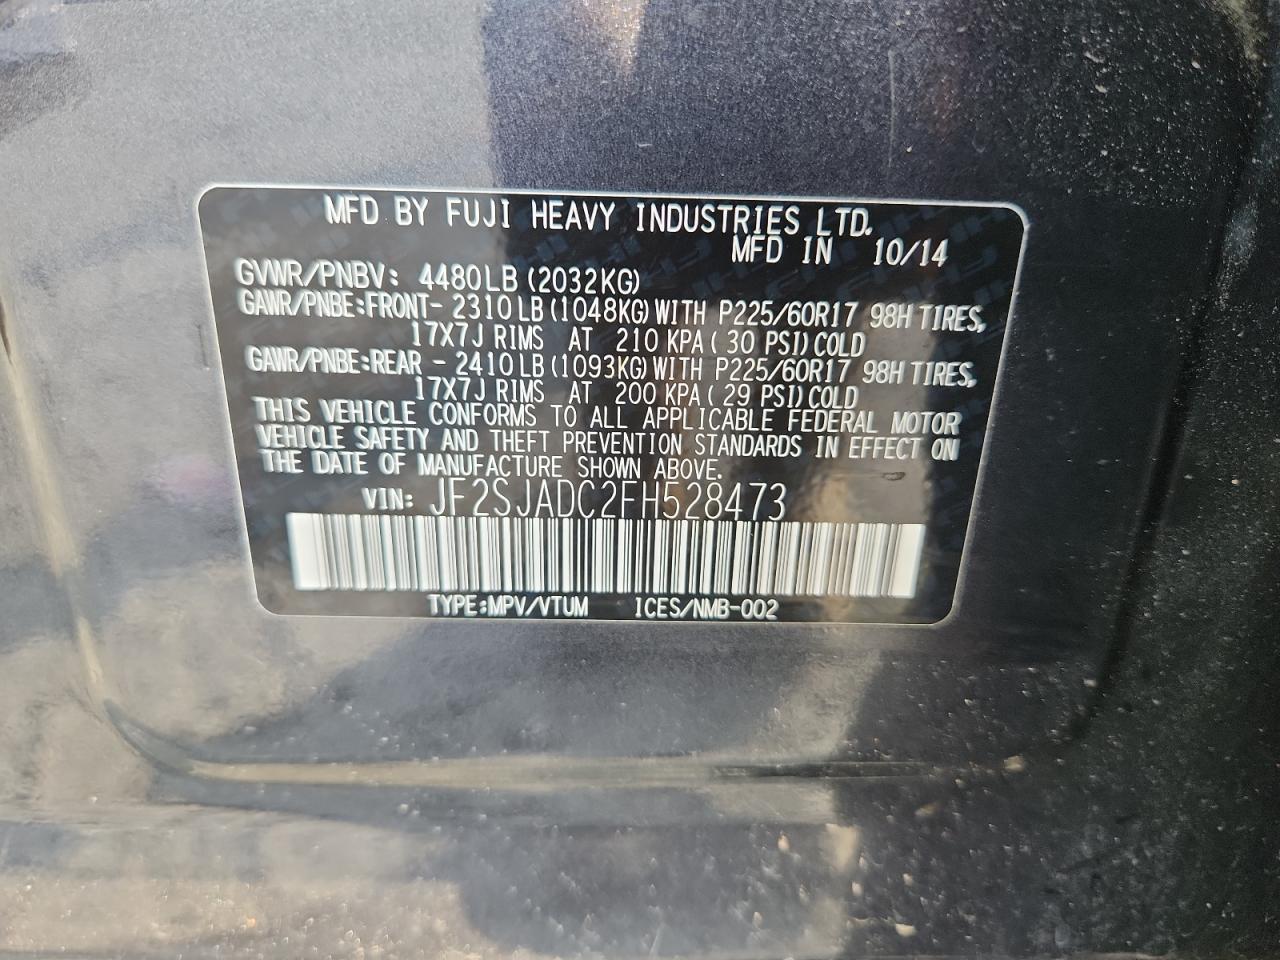 MFD BY FUJI HEAVY INDUSTRIES LTD.
MFD IN 10/14
GVWR/PNBV: 4480LB (2032KG)
GAWR/PNBE:FRONT- 2310LB (1048KG) WITH P225/60R17 98H TIRES,
17X7J RIMS AT 210 KPA ( 30 PSI) COLD
GAWR/PNBE:REAR - 2410LB (1093KG) WITH P225/60R17 98H TIRES,
17X7J RIMS AT 200 KPA ( 29 PSI) COLD
THIS VEHICLE CONFORMS TO ALL APPLICABLE FEDERAL MOTOR
VEHICLE SAFETY AND THEFT PREVENTION STANDARDS IN EFFECT ON
THE DATE OF MANUFACTURE SHOWN ABOVE.
VIN: JF2SJADC2FH528473
TYPE:MPV/VTUM ICES/NMB-002